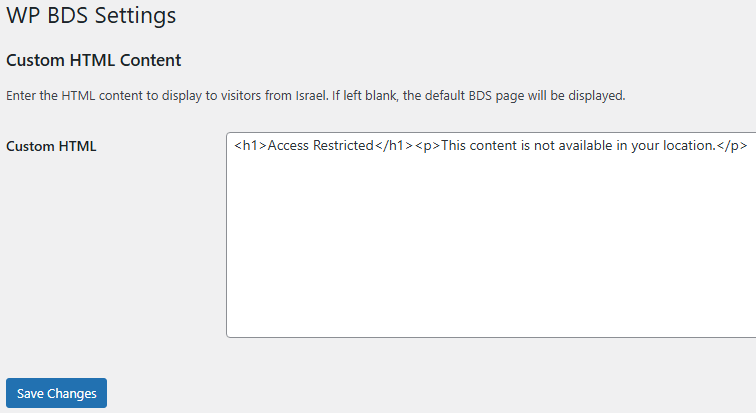 WP BDS Settings
Custom HTML Content
Enter the HTML content to display to visitors from Israel. If left blank, the default BDS page will be displayed.
Custom HTML
<h1>Access Restricted</h1><p>This content is not available in your location.</p>
Save Changes